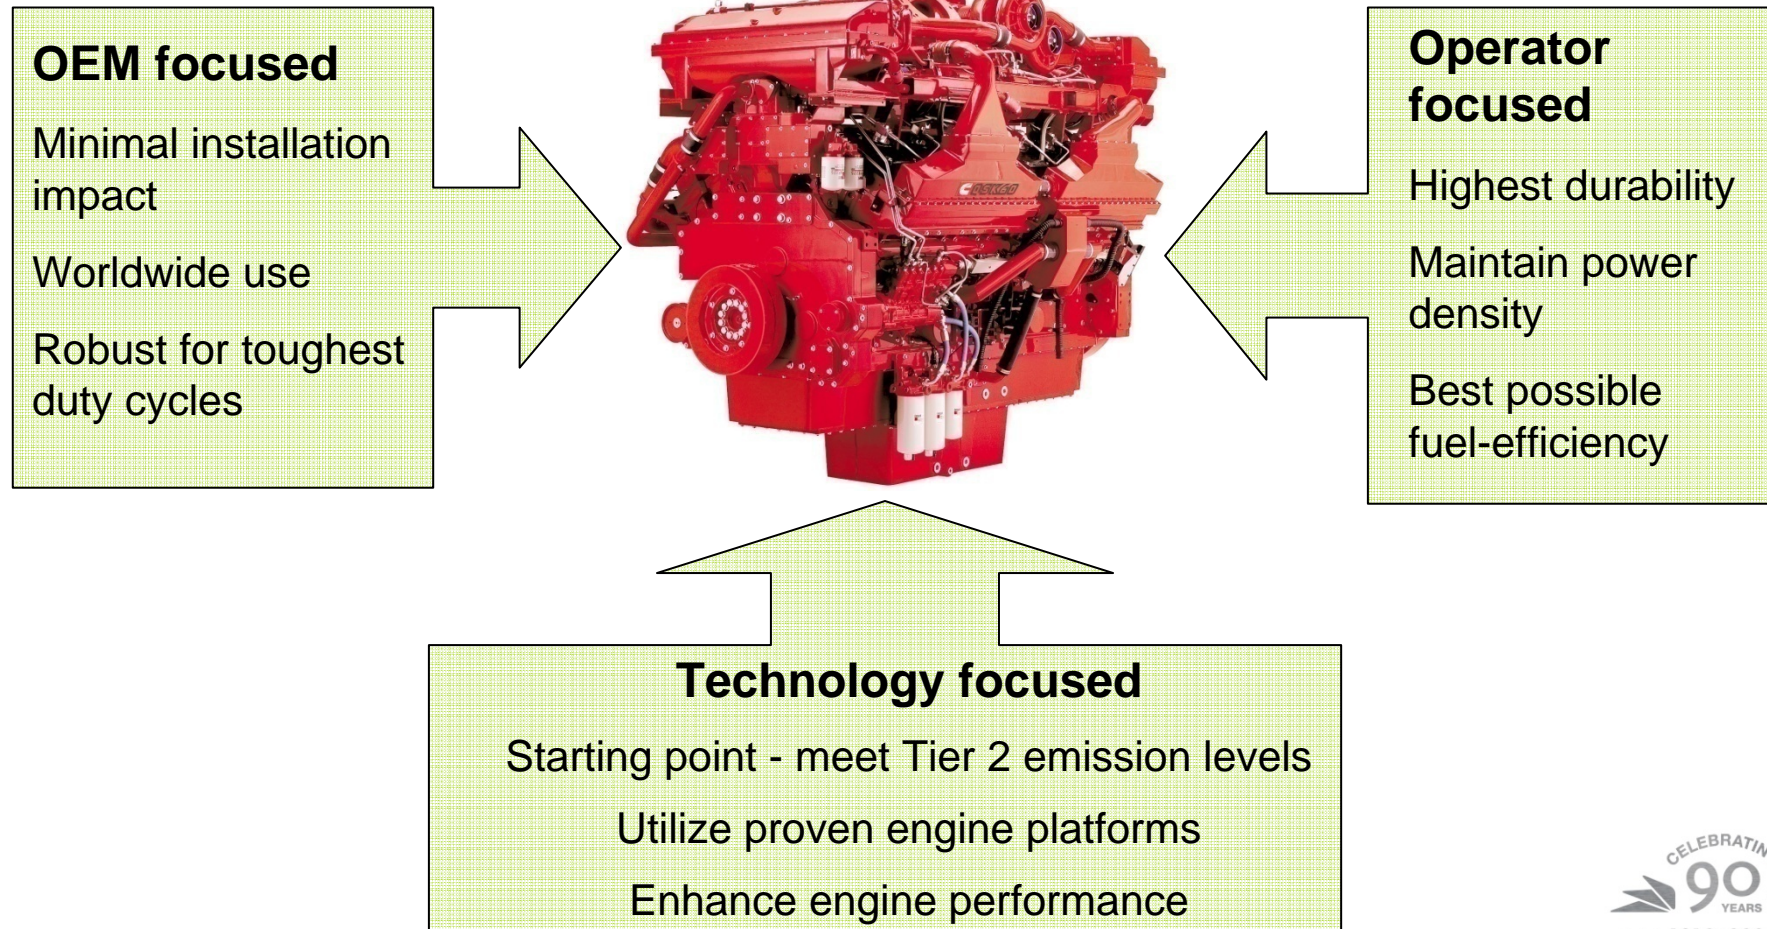 OEM focused
Minimal installation
impact
Worldwide use
Robust for toughest
duty cycles
QSK60
Operator
focused
Highest durability
Maintain power
density
Best possible
fuel-efficiency
Technology focused
Starting point - meet Tier 2 emission levels
Utilize proven engine platforms
Enhance engine performance
CELEBRATIN
90
YEARS